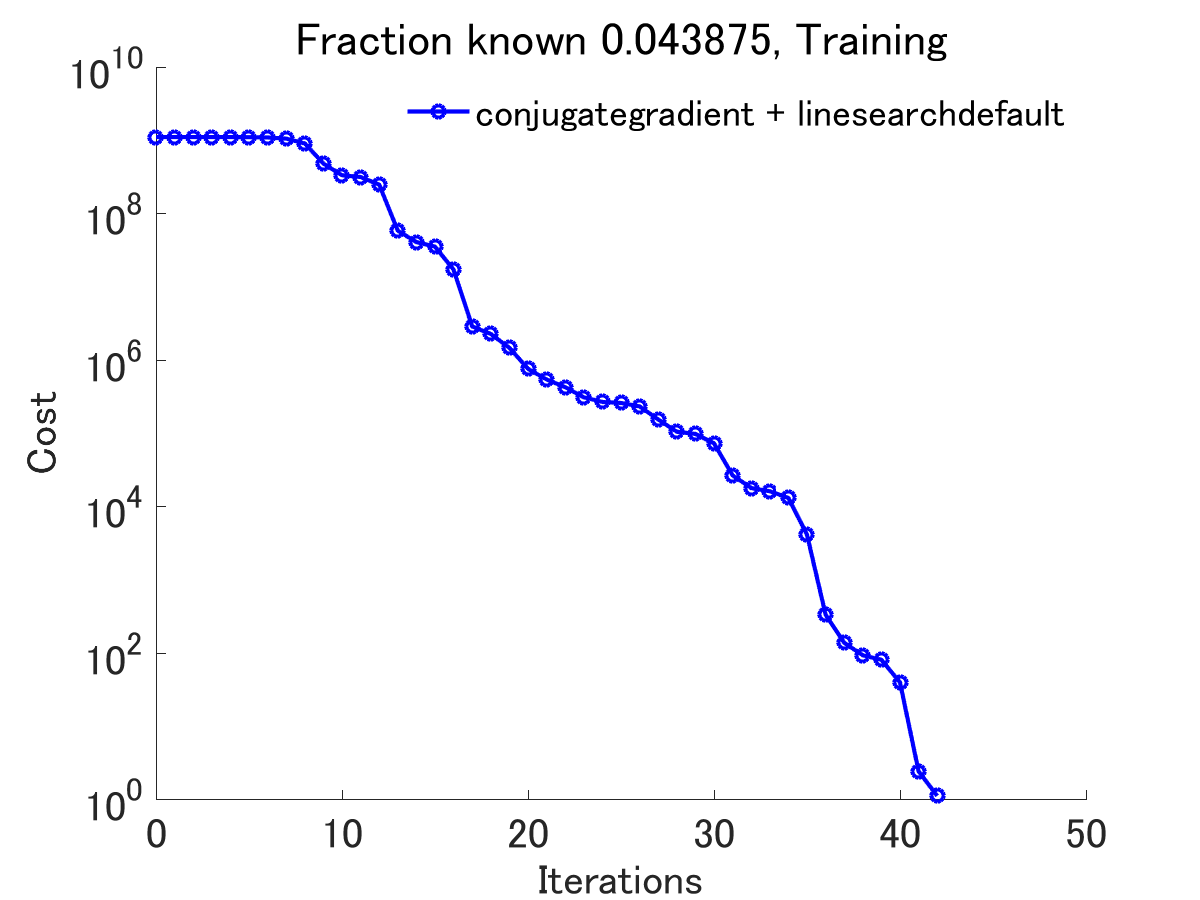 Fraction known 0.043875, Training
conjugategradient + linesearchdefault
10^10
10^8
10^6
10^4
10^2
10^0
Cost
0 10 20 30 40 50
Iterations